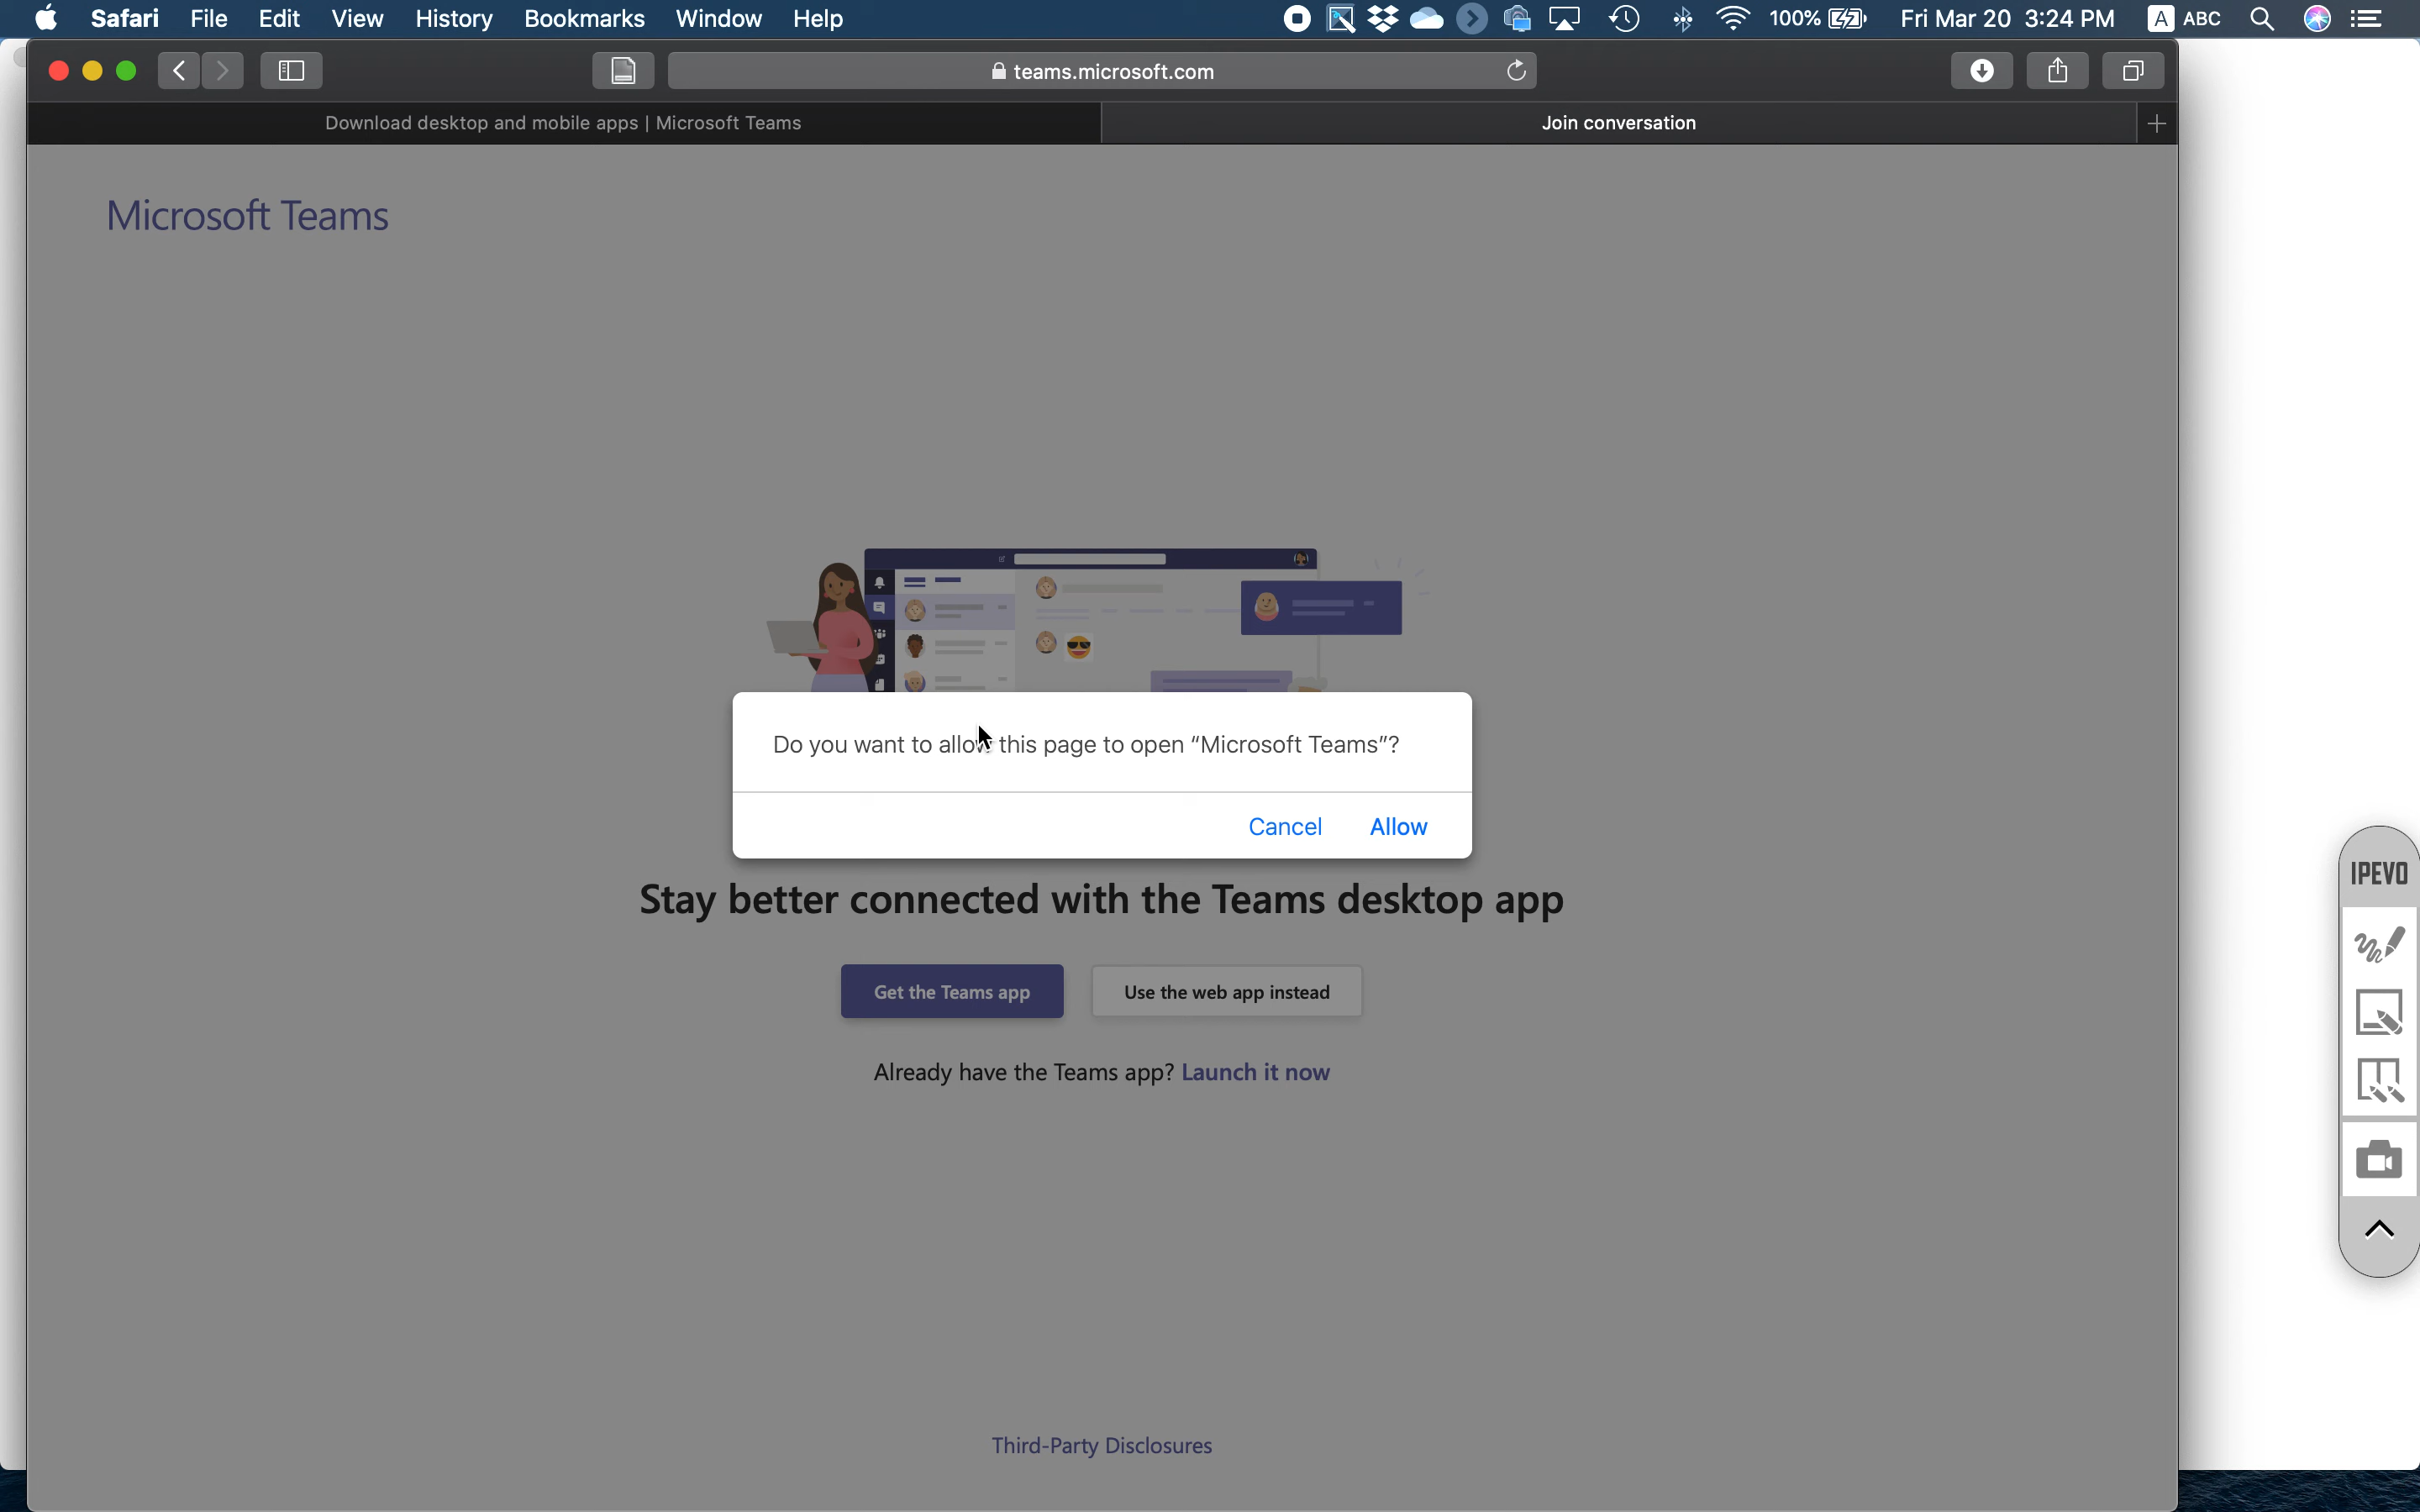 Safari File Edit View History Bookmarks Window Help 100% Fri Mar 20 3:24 PM A ABC
teams.microsoft.com
Download desktop and mobile apps | Microsoft Teams Join conversation
Microsoft Teams
Do you want to allow this page to open “Microsoft Teams”?
Cancel Allow
IPEVO
Stay better connected with the Teams desktop app
Get the Teams app Use the web app instead
Already have the Teams app? Launch it now
Third-Party Disclosures